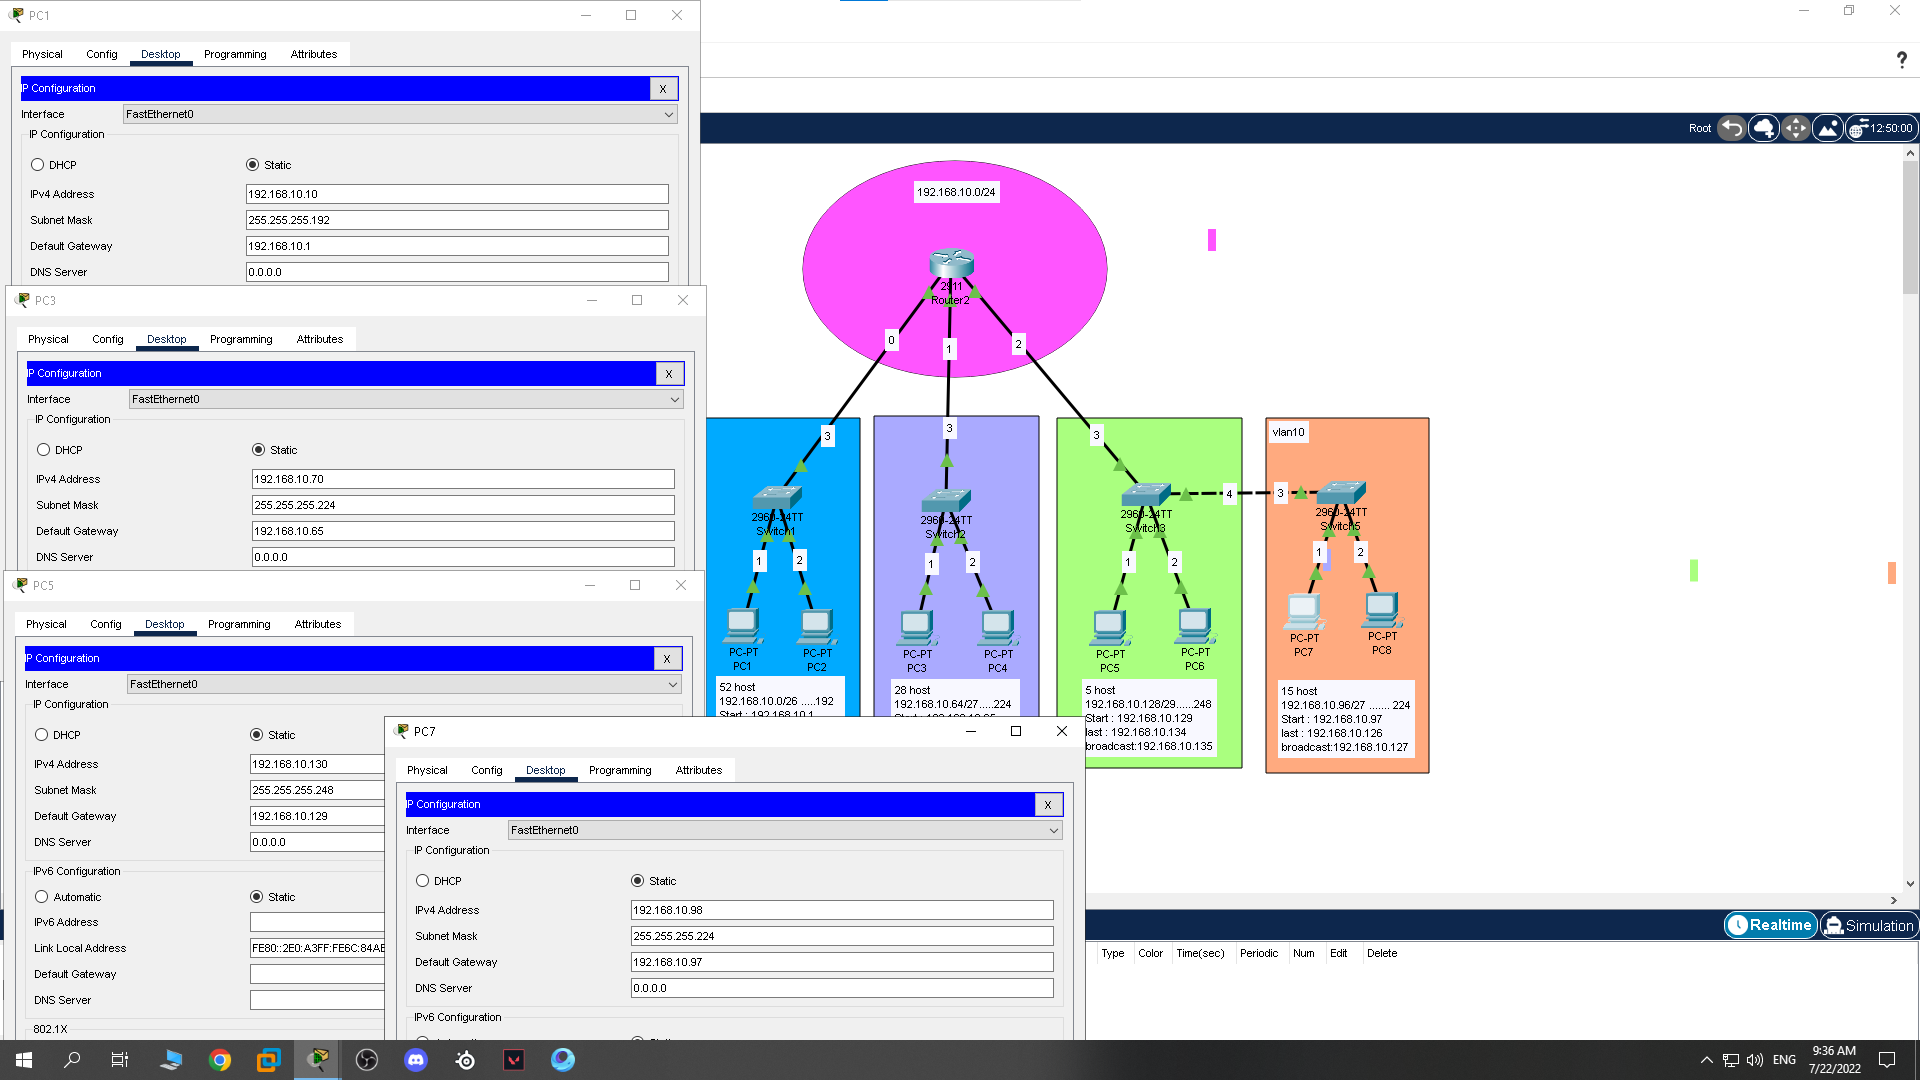 PC1
Physical Config Desktop Programming Attributes
IP Configuration X
Interface FastEthernet0
IP Configuration
DHCP Static
IPv4 Address 192.168.10.10
Subnet Mask 255.255.255.192
Default Gateway 192.168.10.1
DNS Server 0.0.0.0
PC3
Physical Config Desktop Programming Attributes
IP Configuration X
Interface FastEthernet0
IP Configuration
DHCP Static
IPv4 Address 192.168.10.70
Subnet Mask 255.255.255.224
Default Gateway 192.168.10.65
DNS Server 0.0.0.0
PC5
Physical Config Desktop Programming Attributes
IP Configuration X
Interface FastEthernet0
IP Configuration
DHCP Static
IPv4 Address 192.168.10.130
Subnet Mask 255.255.255.248
Default Gateway 192.168.10.129
DNS Server 0.0.0.0
IPv6 Configuration
Automatic Static
IPv6 Address
Link Local Address FE80::2E0:A3FF:FE6C:84AE
Default Gateway
DNS Server
802.1X
PC7
Physical Config Desktop Programming Attributes
IP Configuration X
Interface FastEthernet0
IP Configuration
DHCP Static
IPv4 Address 192.168.10.98
Subnet Mask 255.255.255.224
Default Gateway 192.168.10.97
DNS Server 0.0.0.0
IPv6 Configuration
?
Root 12:50:00
192.168.10.0/24
2911
Router2
0 1 2
3 3 3
vlan10
4 3
2960-24TT
Switch1
2960-24TT
Switch2
2960-24TT
Switch3
2960-24TT
Switch5
1 2
1 2
1 2
1 2
PC-PT
PC1
PC-PT
PC2
PC-PT
PC3
PC-PT
PC4
PC-PT
PC5
PC-PT
PC6
PC-PT
PC7
PC-PT
PC8
52 host
192.168.10.0/26 .....192
Start : 192.168.10.1
28 host
192.168.10.64/27.....224
5 host
192.168.10.128/29......248
Start : 192.168.10.129
last : 192.168.10.134
broadcast:192.168.10.135
15 host
192.168.10.96/27 ....... 224
Start : 192.168.10.97
last : 192.168.10.126
broadcast:192.168.10.127
Realtime Simulation
Type Color Time(sec) Periodic Num Edit Delete
ENG
9:36 AM
7/22/2022